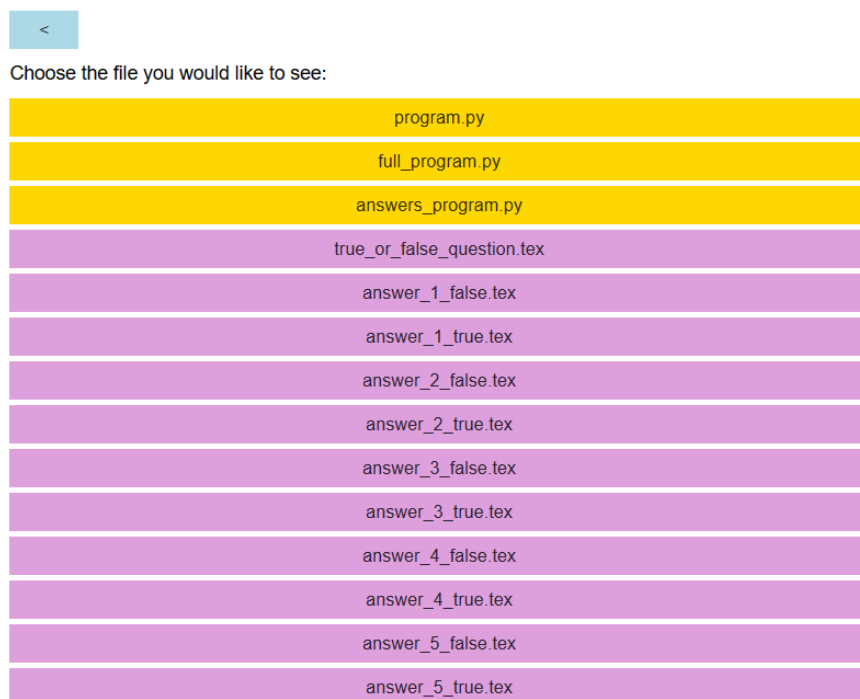 <
Choose the file you would like to see:
program.py
full_program.py
answers_program.py
true_or_false_question.tex
answer_1_false.tex
answer_1_true.tex
answer_2_false.tex
answer_2_true.tex
answer_3_false.tex
answer_3_true.tex
answer_4_false.tex
answer_4_true.tex
answer_5_false.tex
answer_5_true.tex